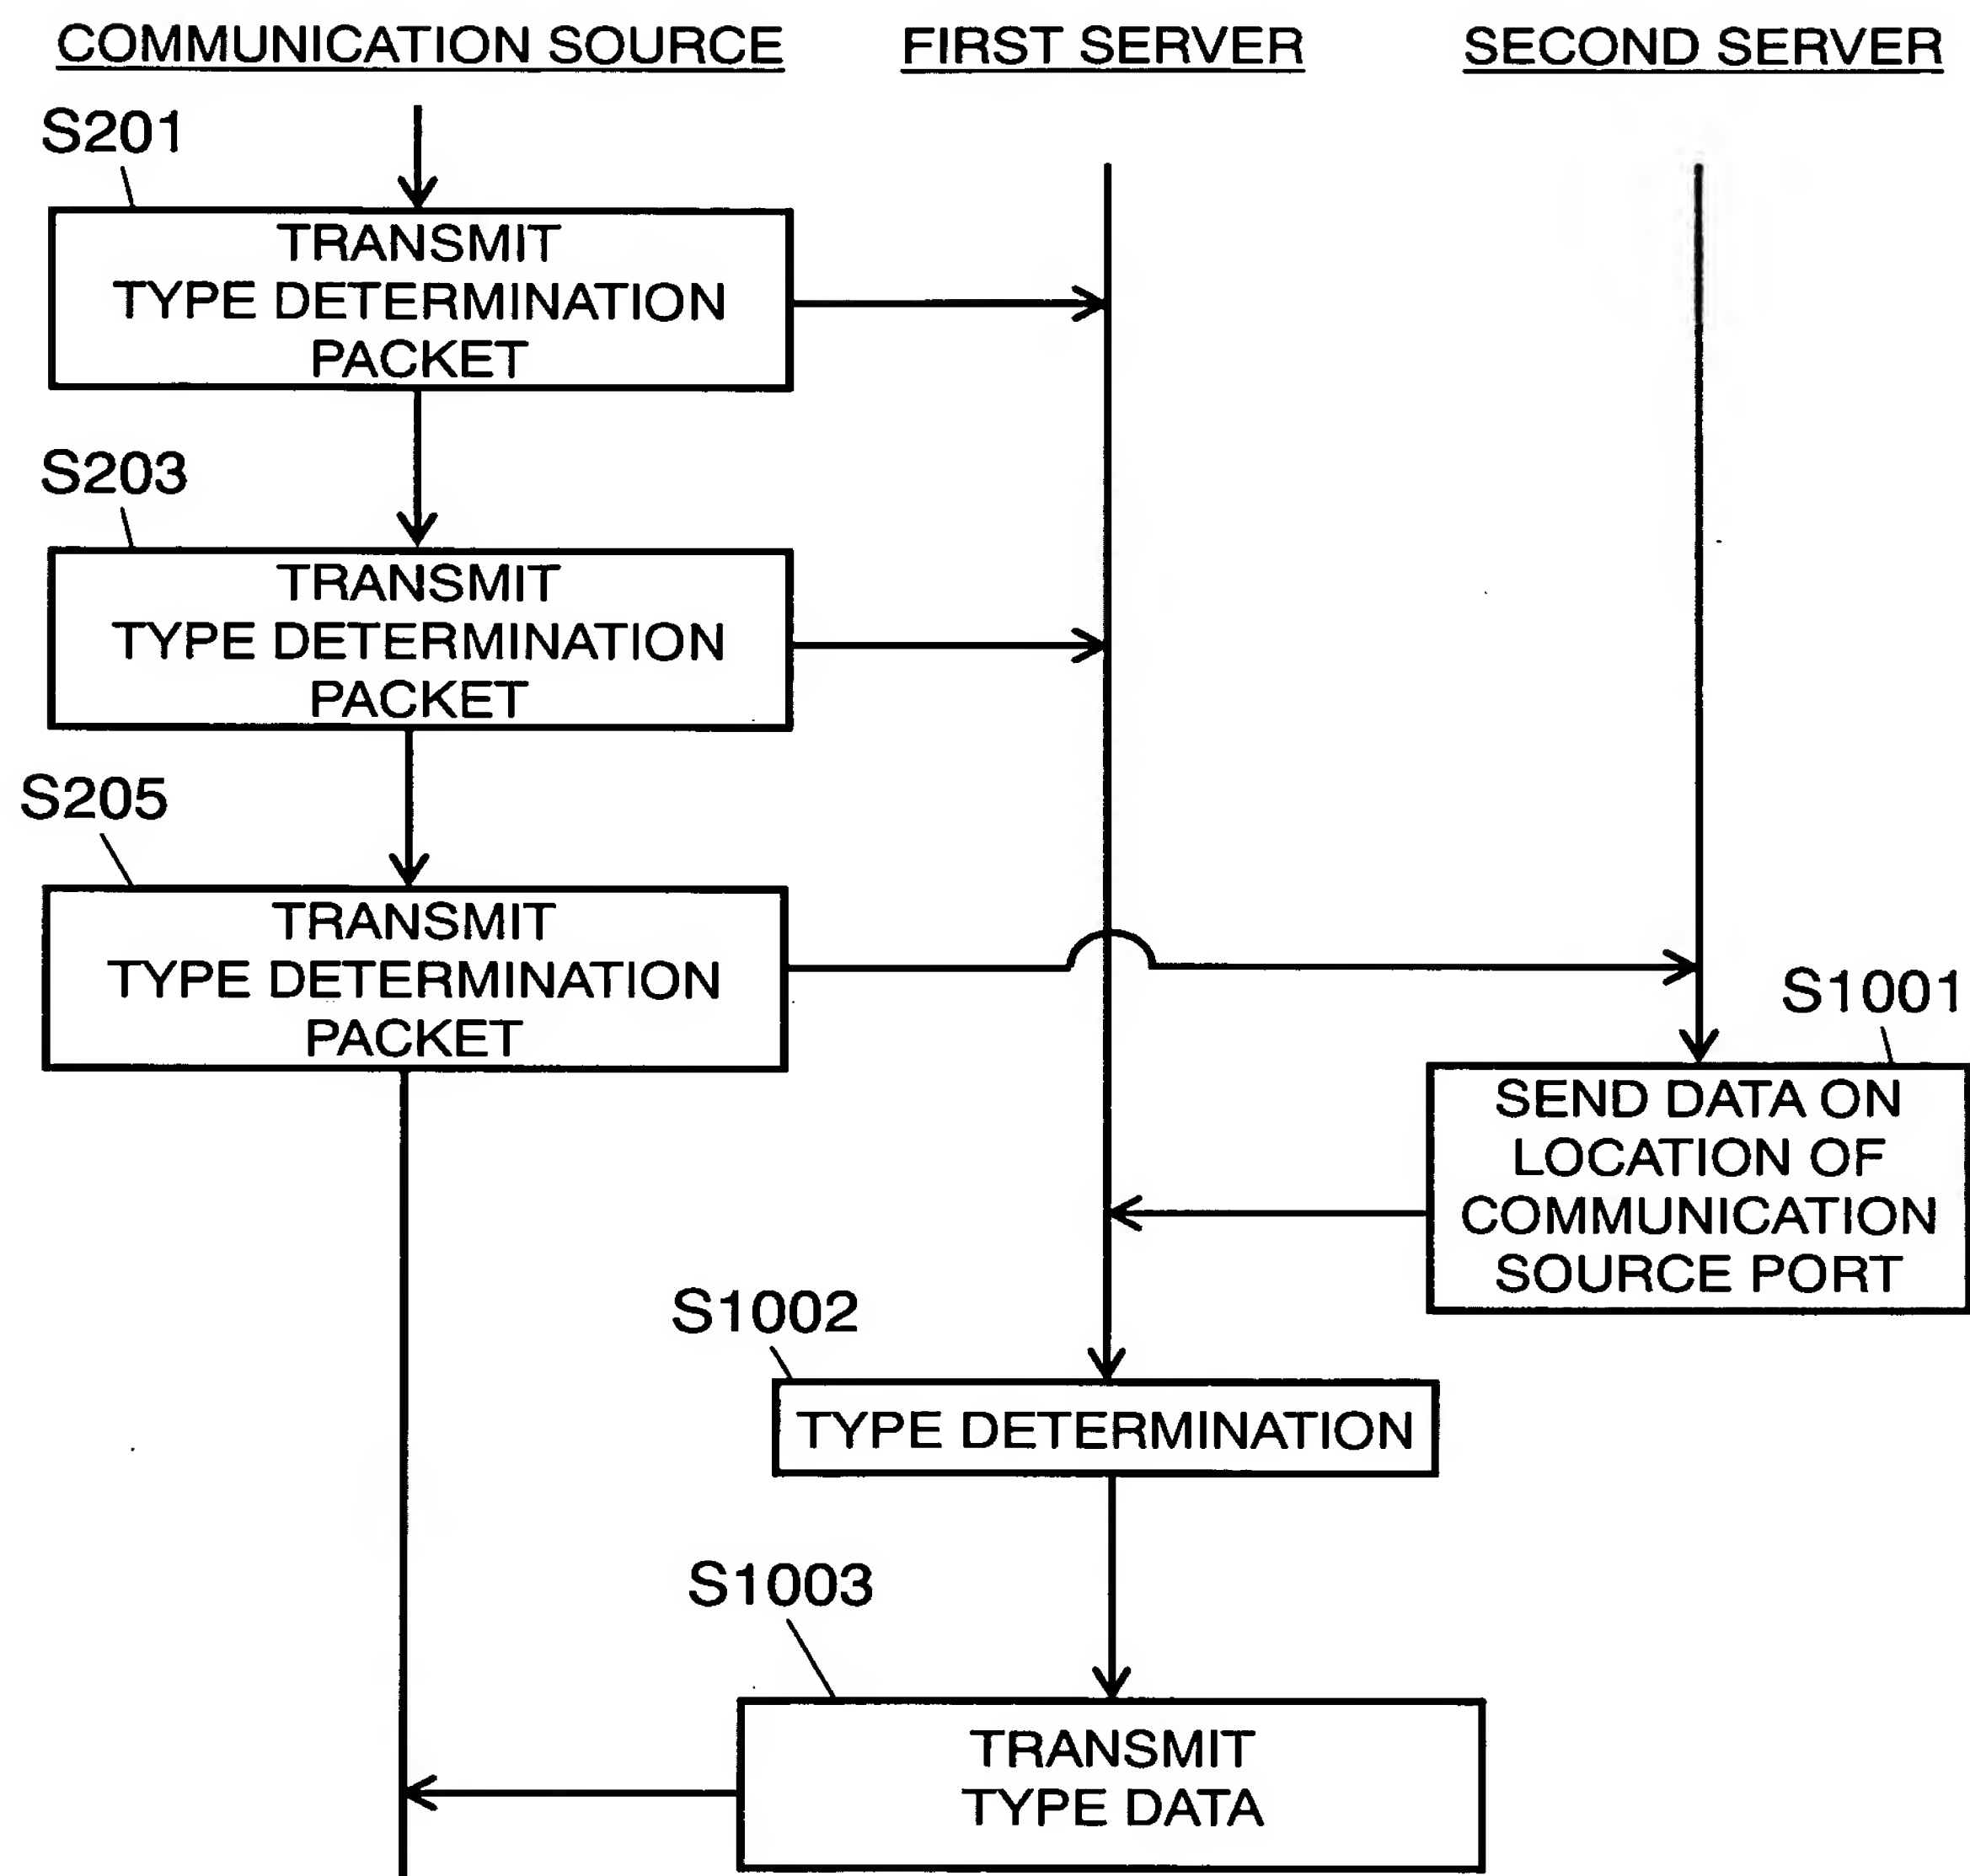 COMMUNICATION SOURCE
FIRST SERVER
SECOND SERVER
S201
TRANSMIT
TYPE DETERMINATION
PACKET
S203
TRANSMIT
TYPE DETERMINATION
PACKET
S205
TRANSMIT
TYPE DETERMINATION
PACKET
S1001
SEND DATA ON
LOCATION OF
COMMUNICATION
SOURCE PORT
S1002
TYPE DETERMINATION
S1003
TRANSMIT
TYPE DATA